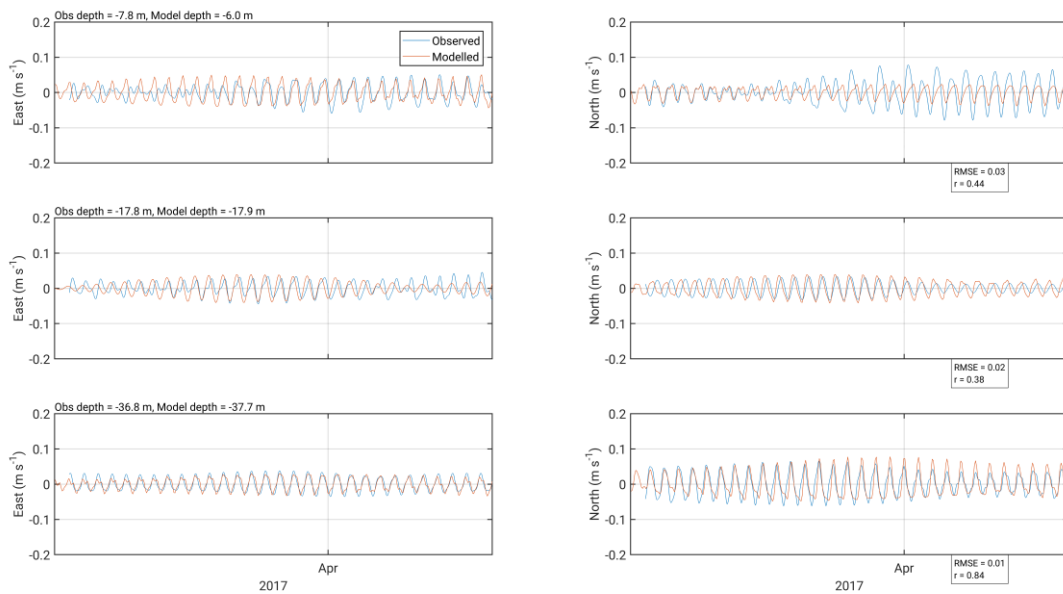 Obs depth = -7.8 m, Model depth = -6.0 m
0.2
0.1
0
-0.1
-0.2
East (m s-1)
Observed
Modelled
0.2
0.1
0
-0.1
-0.2
North (m s-1)
RMSE = 0.03
r = 0.44
Obs depth = -17.8 m, Model depth = -17.9 m
0.2
0.1
0
-0.1
-0.2
East (m s-1)
0.2
0.1
0
-0.1
-0.2
North (m s-1)
RMSE = 0.02
r = 0.38
Obs depth = -36.8 m, Model depth = -37.7 m
0.2
0.1
0
-0.1
-0.2
East (m s-1)
Apr
2017
0.2
0.1
0
-0.1
-0.2
North (m s-1)
Apr
2017
RMSE = 0.01
r = 0.84